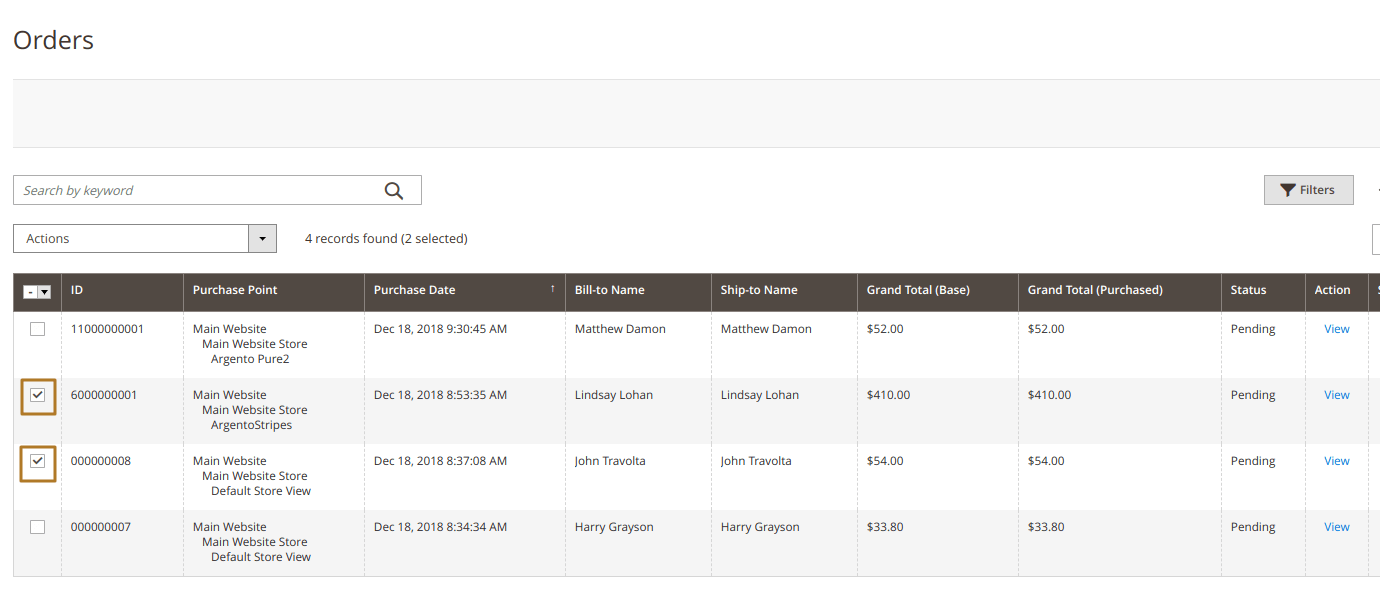 Orders
Search by keyword
Filters
Actions
4 records found (2 selected)
ID Purchase Point Purchase Date ↑ Bill-to Name Ship-to Name Grand Total (Base) Grand Total (Purchased) Status Action
11000000001 Main Website Dec 18, 2018 9:30:45 AM Matthew Damon Matthew Damon $52.00 $52.00 Pending View
Main Website Store
Argento Pure2
6000000001 Main Website Dec 18, 2018 8:53:35 AM Lindsay Lohan Lindsay Lohan $410.00 $410.00 Pending View
Main Website Store
ArgentoStripes
000000008 Main Website Dec 18, 2018 8:37:08 AM John Travolta John Travolta $54.00 $54.00 Pending View
Main Website Store
Default Store View
000000007 Main Website Dec 18, 2018 8:34:34 AM Harry Grayson Harry Grayson $33.80 $33.80 Pending View
Main Website Store
Default Store View